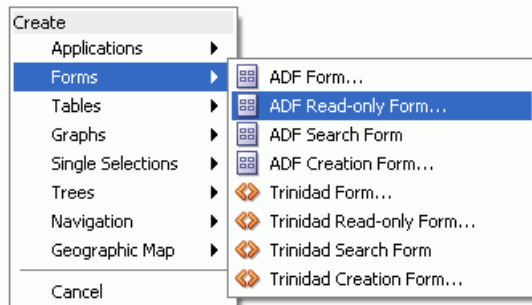 Create
Applications
Forms
Tables
Graphs
Single Selections
Trees
Navigation
Geographic Map
Cancel
ADF Form...
ADF Read-only Form...
ADF Search Form
ADF Creation Form...
Trinidad Form...
Trinidad Read-only Form...
Trinidad Search Form
Trinidad Creation Form...